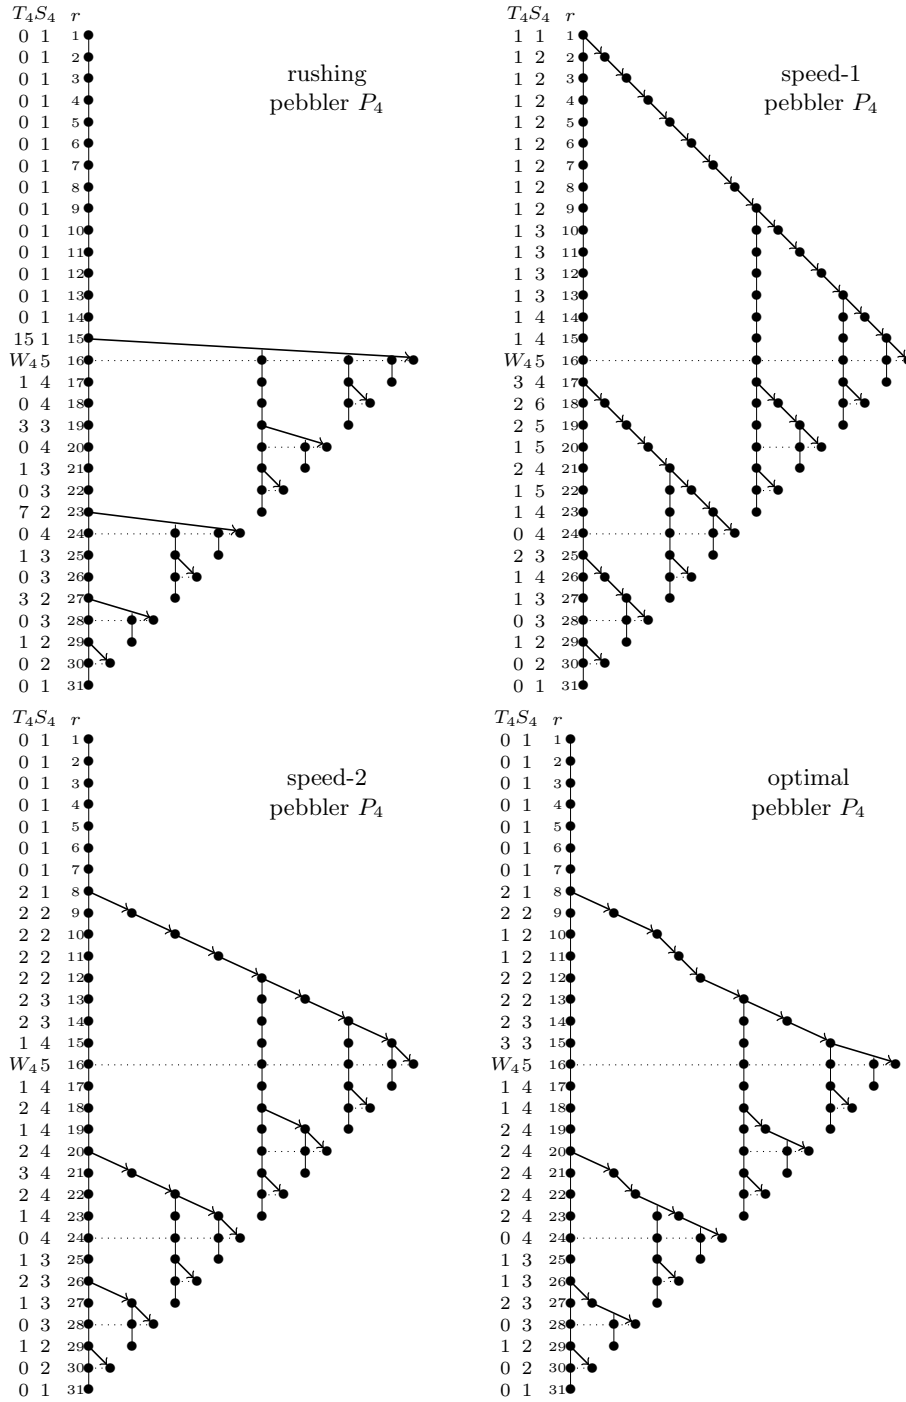 T₄S₄ r
0 1 1
0 1 2
0 1 3
0 1 4
0 1 5
0 1 6
0 1 7
0 1 8
0 1 9
0 1 10
0 1 11
0 1 12
0 1 13
0 1 14
15 1 15
W₄ 5 16
1 4 17
0 4 18
3 3 19
0 4 20
1 3 21
0 3 22
7 2 23
0 4 24
1 3 25
0 3 26
3 2 27
0 3 28
1 2 29
0 2 30
0 1 31
rushing
pebbler P₄
T₄S₄ r
1 1 1
1 2 2
1 2 3
1 2 4
1 2 5
1 2 6
1 2 7
1 2 8
1 2 9
1 3 10
1 3 11
1 3 12
1 3 13
1 4 14
1 4 15
W₄ 5 16
3 4 17
2 6 18
2 5 19
1 5 20
2 4 21
1 5 22
1 4 23
0 4 24
2 3 25
1 4 26
1 3 27
0 3 28
1 2 29
0 2 30
0 1 31
speed-1
pebbler P₄
T₄S₄ r
0 1 1
0 1 2
0 1 3
0 1 4
0 1 5
0 1 6
0 1 7
2 1 8
2 2 9
2 2 10
2 2 11
2 2 12
2 3 13
2 3 14
1 4 15
W₄ 5 16
1 4 17
2 4 18
1 4 19
2 4 20
3 4 21
2 4 22
1 4 23
0 4 24
1 3 25
2 3 26
1 3 27
0 3 28
1 2 29
0 2 30
0 1 31
speed-2
pebbler P₄
T₄S₄ r
0 1 1
0 1 2
0 1 3
0 1 4
0 1 5
0 1 6
0 1 7
2 1 8
2 2 9
1 2 10
1 2 11
2 2 12
2 2 13
2 3 14
3 3 15
W₄ 5 16
1 4 17
1 4 18
2 4 19
2 4 20
2 4 21
2 4 22
2 4 23
0 4 24
1 3 25
1 3 26
2 3 27
0 3 28
1 2 29
0 2 30
0 1 31
optimal
pebbler P₄